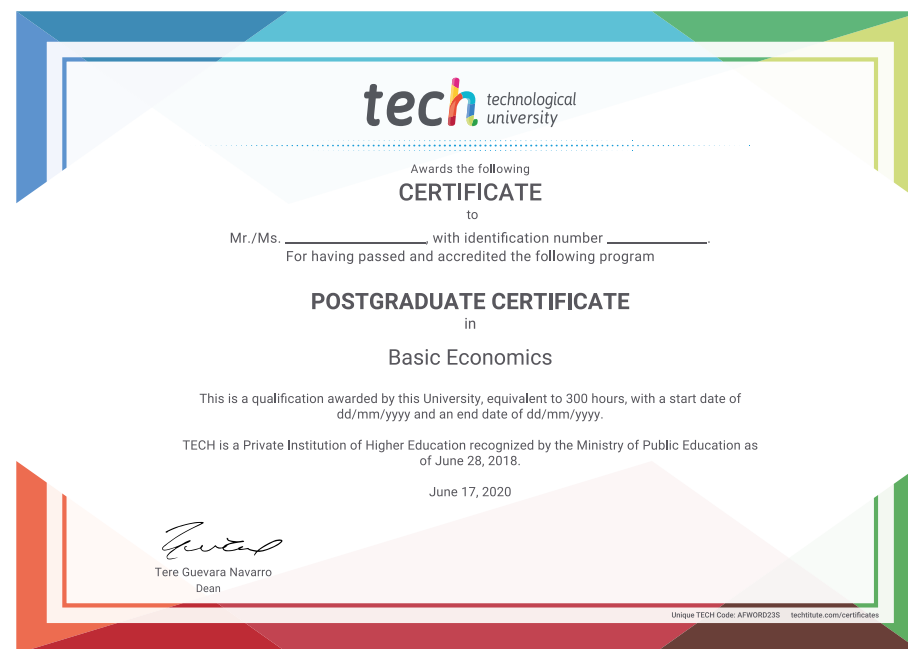 tech technological
university
Awards the following
CERTIFICATE
to
Mr./Ms. ____________________, with identification number ______________.
For having passed and accredited the following program
POSTGRADUATE CERTIFICATE
in
Basic Economics
This is a qualification awarded by this University, equivalent to 300 hours, with a start date of
dd/mm/yyyy and an end date of dd/mm/yyyy.
TECH is a Private Institution of Higher Education recognized by the Ministry of Public Education as
of June 28, 2018.
June 17, 2020
Tere Guevara Navarro
Dean
Unique TECH Code: AFWORD23S techtitute.com/certificates